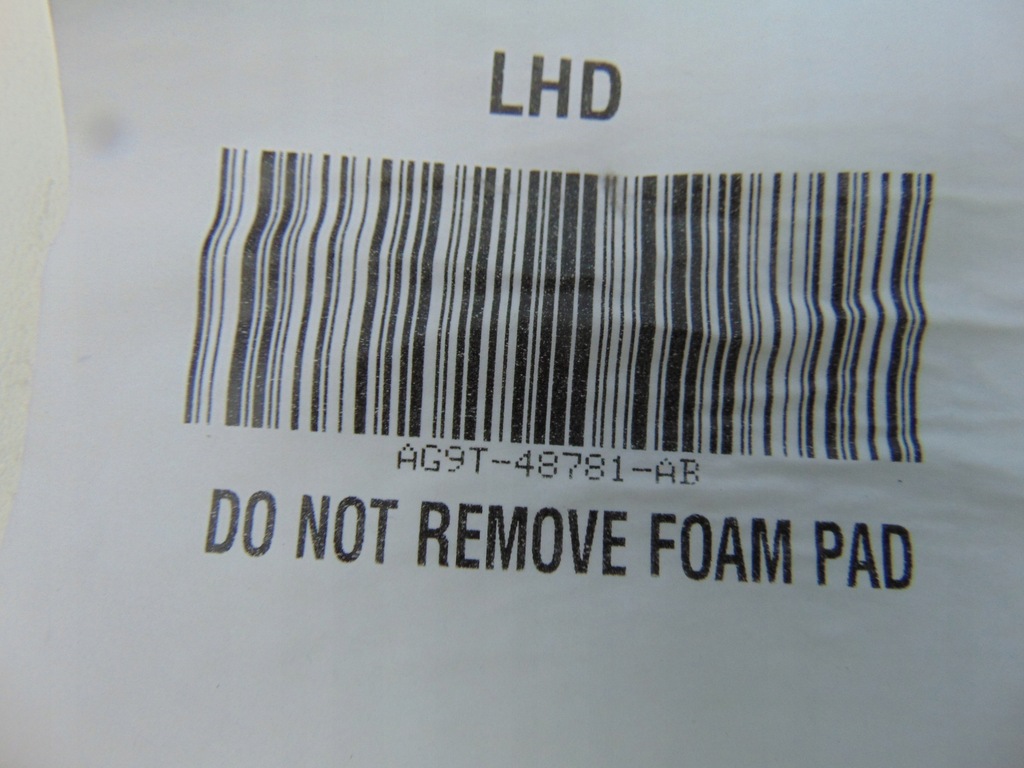 LHD
AG9T-48781-AB
DO NOT REMOVE FOAM PAD